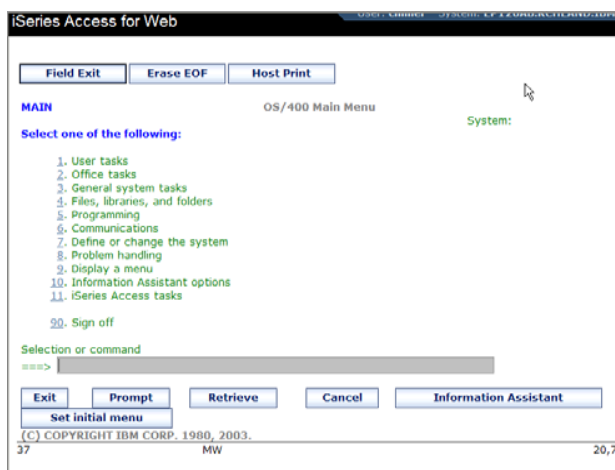 iSeries Access for Web
Field Exit Erase EOF Host Print
MAIN OS/400 Main Menu
System:
Select one of the following:
1. User tasks
2. Office tasks
3. General system tasks
4. Files, libraries, and folders
5. Programming
6. Communications
7. Define or change the system
8. Problem handling
9. Display a menu
10. Information Assistant options
11. iSeries Access tasks
90. Sign off
Selection or command
===>
Exit Prompt Retrieve Cancel Information Assistant
Set initial menu
(C) COPYRIGHT IBM CORP. 1980, 2003.
37 MW 20,7